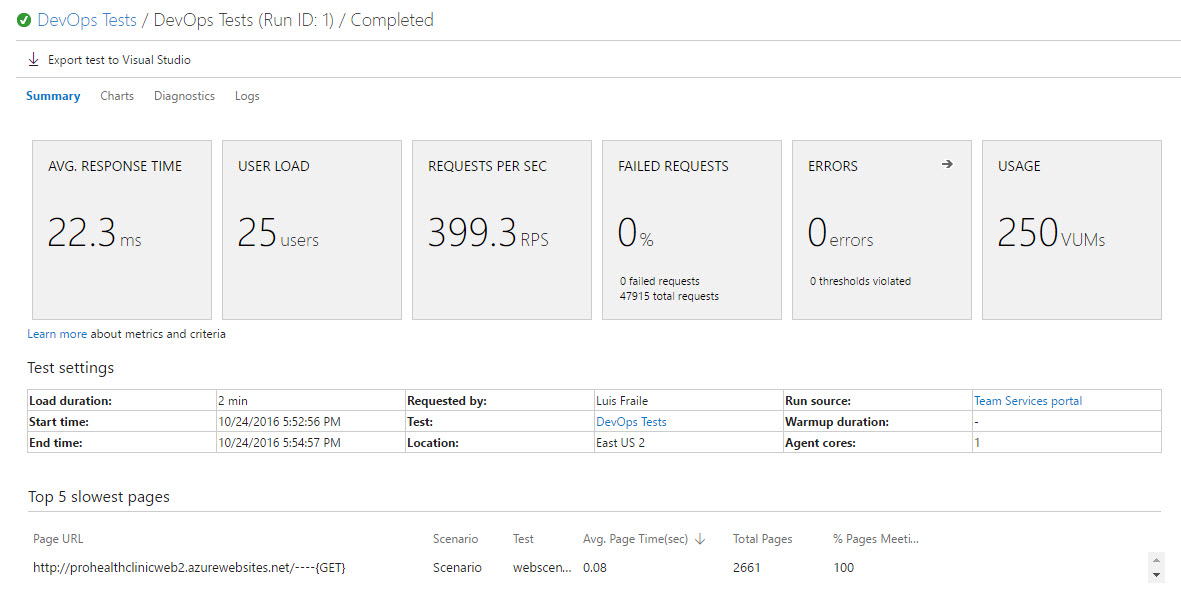 DevOps Tests / DevOps Tests (Run ID: 1) / Completed
Export test to Visual Studio
Summary Charts Diagnostics Logs
AVG. RESPONSE TIME USER LOAD REQUESTS PER SEC FAILED REQUESTS ERRORS → USAGE
22.3 ms 25 users 399.3 RPS 0% 0 errors 250 VUMs
0 failed requests 0 thresholds violated
47915 total requests
Learn more about metrics and criteria
Test settings
Load duration: 2 min Requested by: Luis Fraile Run source: Team Services portal
Start time: 10/24/2016 5:52:56 PM Test: DevOps Tests Warmup duration: -
End time: 10/24/2016 5:54:57 PM Location: East US 2 Agent cores: 1
Top 5 slowest pages
Page URL Scenario Test Avg. Page Time(sec) ↓ Total Pages % Pages Meeti...
http://prohealthclinicweb2.azurewebsites.net/----{GET} Scenario webscen... 0.08 2661 100